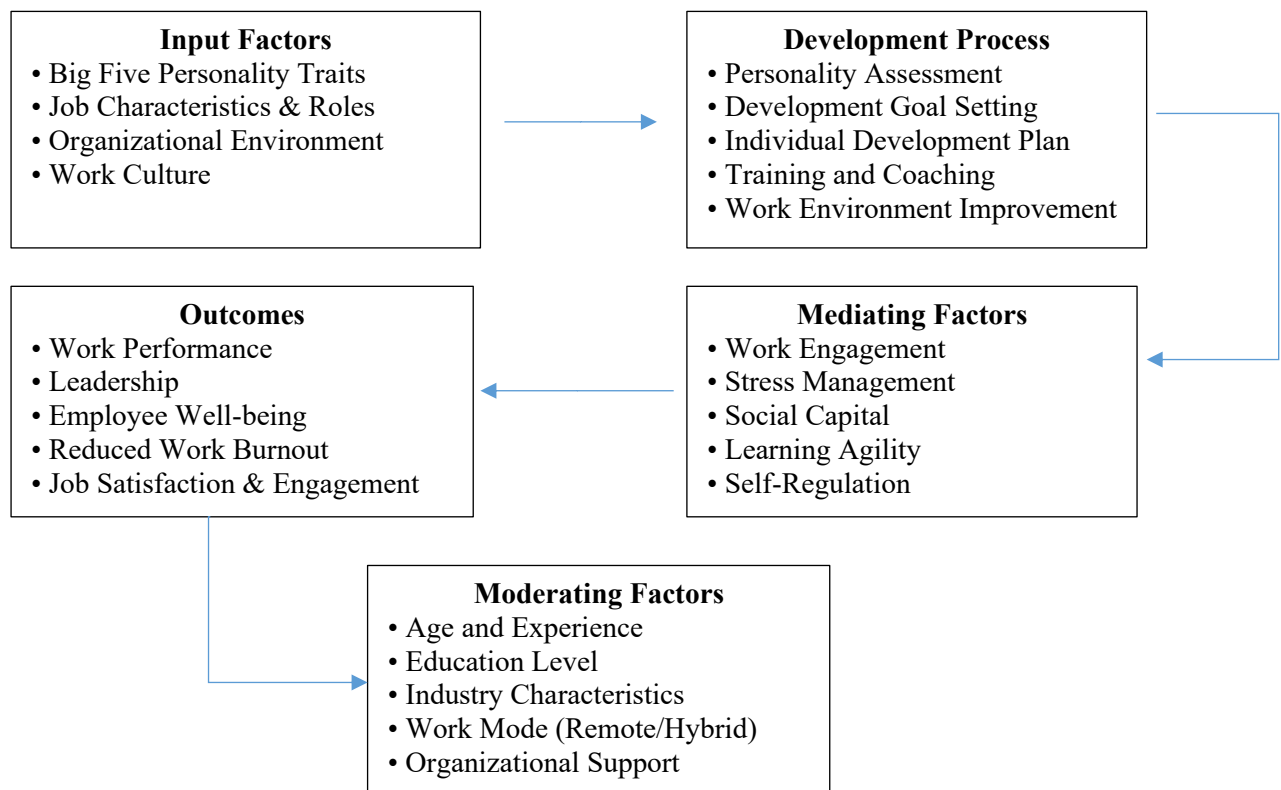 Input Factors
• Big Five Personality Traits
• Job Characteristics & Roles
• Organizational Environment
• Work Culture
Development Process
• Personality Assessment
• Development Goal Setting
• Individual Development Plan
• Training and Coaching
• Work Environment Improvement
Outcomes
• Work Performance
• Leadership
• Employee Well-being
• Reduced Work Burnout
• Job Satisfaction & Engagement
Mediating Factors
• Work Engagement
• Stress Management
• Social Capital
• Learning Agility
• Self-Regulation
Moderating Factors
• Age and Experience
• Education Level
• Industry Characteristics
• Work Mode (Remote/Hybrid)
• Organizational Support